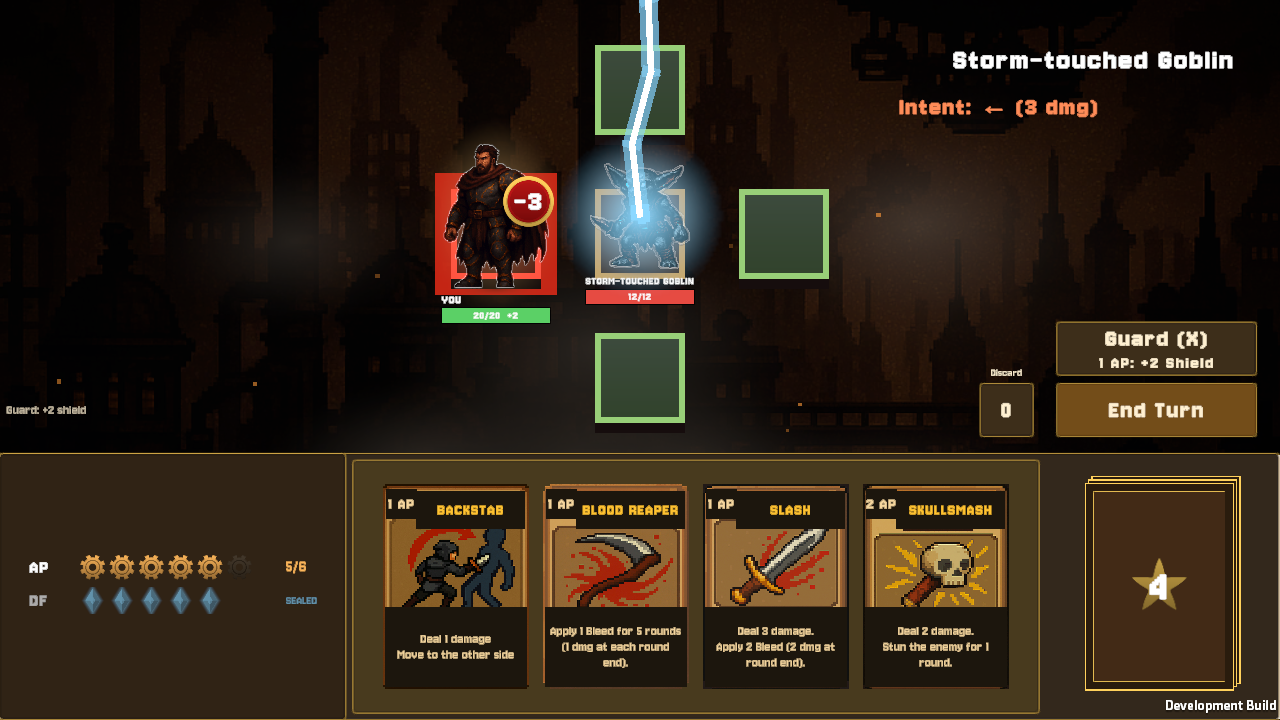 Storm-touched Goblin
Intent: ← (3 dmg)
-3
STORM-TOUCHED GOBLIN
12/12
YOU
20/20 +2
Guard (X)
1 AP: +2 Shield
Discard
0
End Turn
Guard: +2 shield
AP
5/6
DF
SEALED
1 AP
BACKSTAB
Deal 1 damage
Move to the other side
1 AP
BLOOD REAPER
Apply 1 Bleed for 5 rounds
(1 dmg at each round
end).
1 AP
SLASH
Deal 3 damage.
Apply 2 Bleed (2 dmg at
round end).
2 AP
SKULLSMASH
Deal 2 damage.
Stun the enemy for 1
round.
4
Development Build